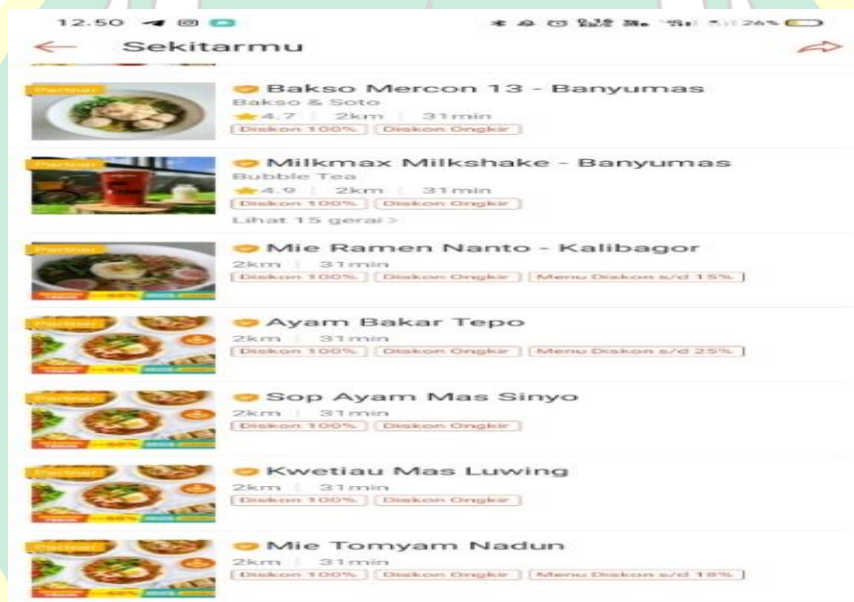 12.50
26%
Sekitarmu
Partner
Bakso Mercon 13 - Banyumas
Bakso & Soto
4.7 | 2km | 31min
Diskon 100% Diskon Ongkir
Partner
Milkmax Milkshake - Banyumas
Bubble Tea
4.9 | 2km | 31min
Diskon 100% Diskon Ongkir
Lihat 15 gerai >
Partner
Mie Ramen Nanto - Kalibagor
2km | 31min
Diskon 100% Diskon Ongkir Menu Diskon s/d 15%
Partner
Ayam Bakar Tepo
2km | 31min
Diskon 100% Diskon Ongkir Menu Diskon s/d 25%
Partner
Sop Ayam Mas Sinyo
2km | 31min
Diskon 100% Diskon Ongkir
Partner
Kwetiau Mas Luwing
2km | 31min
Diskon 100% Diskon Ongkir
Partner
Mie Tomyam Nadun
2km | 31min
Diskon 100% Diskon Ongkir Menu Diskon s/d 18%